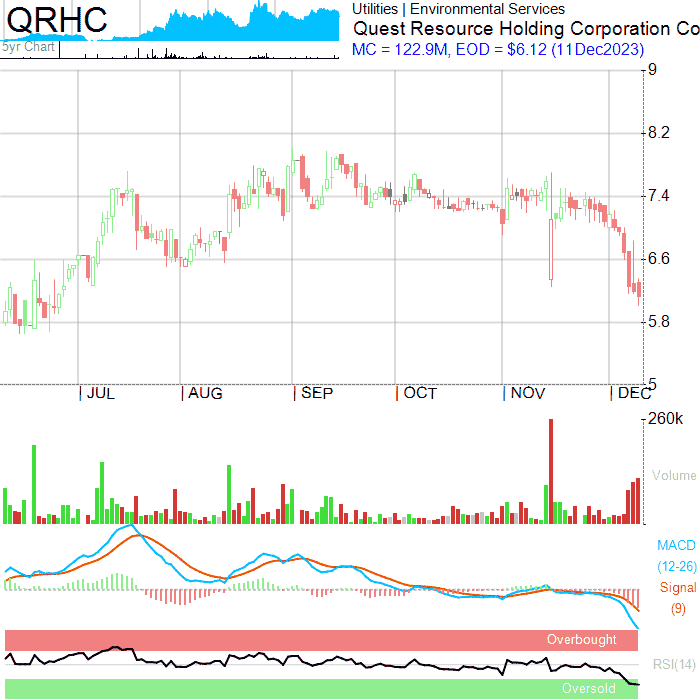 QRHC
5yr Chart
Utilities | Environmental Services
Quest Resource Holding Corporation Co
MC = 122.9M, EOD = $6.12 (11Dec2023)
9
8.2
7.4
6.6
5.8
5
JUL AUG SEP OCT NOV DEC
260k
Volume
MACD
(12-26)
Signal
(9)
Overbought
RSI(14)
Oversold